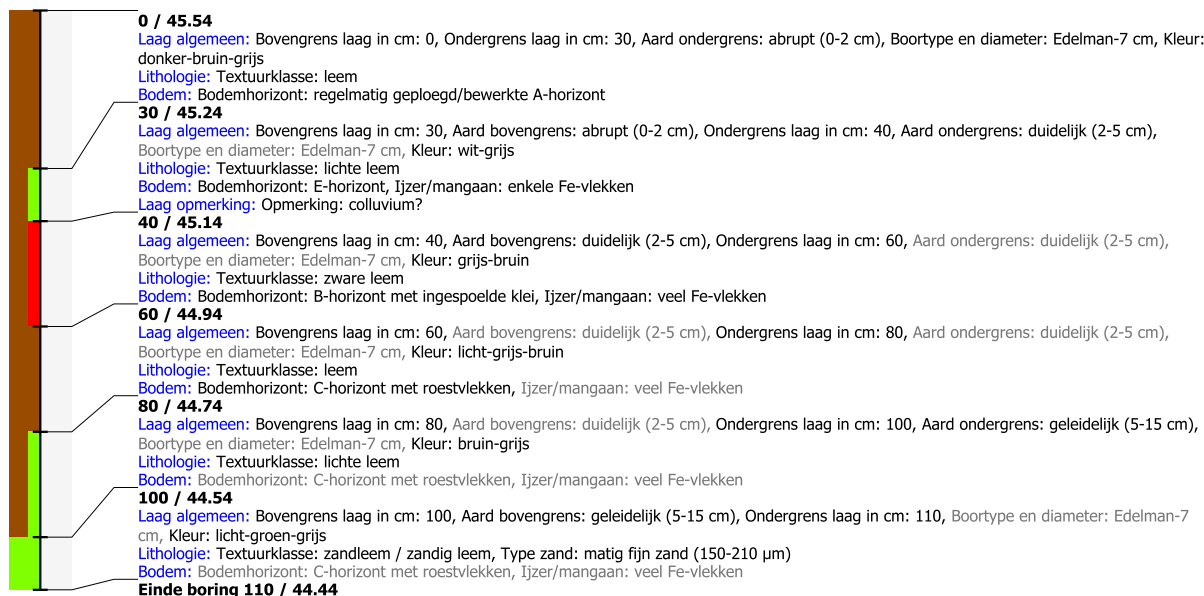 0 / 45.54
Laag algemeen: Bovengrens laag in cm: 0, Ondergrens laag in cm: 30, Aard ondergrens: abrupt (0-2 cm), Boortype en diameter: Edelman-7 cm, Kleur:
donker-bruin-grijs
Lithologie: Textuurklasse: leem
Bodem: Bodemhorizont: regelmatig geploegd/bewerkte A-horizont
30 / 45.24
Laag algemeen: Bovengrens laag in cm: 30, Aard bovengrens: abrupt (0-2 cm), Ondergrens laag in cm: 40, Aard ondergrens: duidelijk (2-5 cm),
Boortype en diameter: Edelman-7 cm, Kleur: wit-grijs
Lithologie: Textuurklasse: lichte leem
Bodem: Bodemhorizont: E-horizont, Ijzer/mangaan: enkele Fe-vlekken
Laag opmerking: Opmerking: colluvium?
40 / 45.14
Laag algemeen: Bovengrens laag in cm: 40, Aard bovengrens: duidelijk (2-5 cm), Ondergrens laag in cm: 60, Aard ondergrens: duidelijk (2-5 cm),
Boortype en diameter: Edelman-7 cm, Kleur: grijs-bruin
Lithologie: Textuurklasse: zware leem
Bodem: Bodemhorizont: B-horizont met ingespoelde klei, Ijzer/mangaan: veel Fe-vlekken
60 / 44.94
Laag algemeen: Bovengrens laag in cm: 60, Aard bovengrens: duidelijk (2-5 cm), Ondergrens laag in cm: 80, Aard ondergrens: duidelijk (2-5 cm),
Boortype en diameter: Edelman-7 cm, Kleur: licht-grijs-bruin
Lithologie: Textuurklasse: leem
Bodem: Bodemhorizont: C-horizont met roestvlekken, Ijzer/mangaan: veel Fe-vlekken
80 / 44.74
Laag algemeen: Bovengrens laag in cm: 80, Aard bovengrens: duidelijk (2-5 cm), Ondergrens laag in cm: 100, Aard ondergrens: geleidelijk (5-15 cm),
Boortype en diameter: Edelman-7 cm, Kleur: bruin-grijs
Lithologie: Textuurklasse: lichte leem
Bodem: Bodemhorizont: C-horizont met roestvlekken, Ijzer/mangaan: veel Fe-vlekken
100 / 44.54
Laag algemeen: Bovengrens laag in cm: 100, Aard bovengrens: geleidelijk (5-15 cm), Ondergrens laag in cm: 110, Boortype en diameter: Edelman-7
cm, Kleur: licht-groen-grijs
Lithologie: Textuurklasse: zandleem / zandig leem, Type zand: matig fijn zand (150-210 µm)
Bodem: Bodemhorizont: C-horizont met roestvlekken, Ijzer/mangaan: veel Fe-vlekken
Einde boring 110 / 44.44